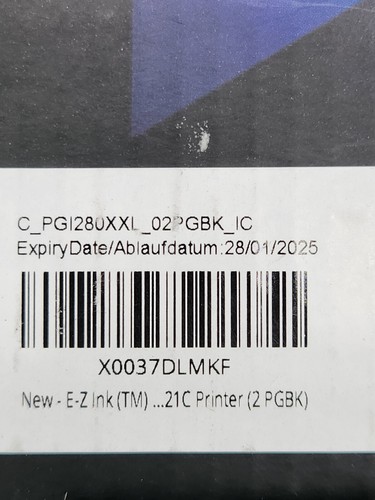 C_PGI280XXL_02PGBK_IC
ExpiryDate/Ablaufdatum:28/01/2025
X0037DLMKF
New - E-Z Ink (TM) ...21C Printer (2 PGBK)